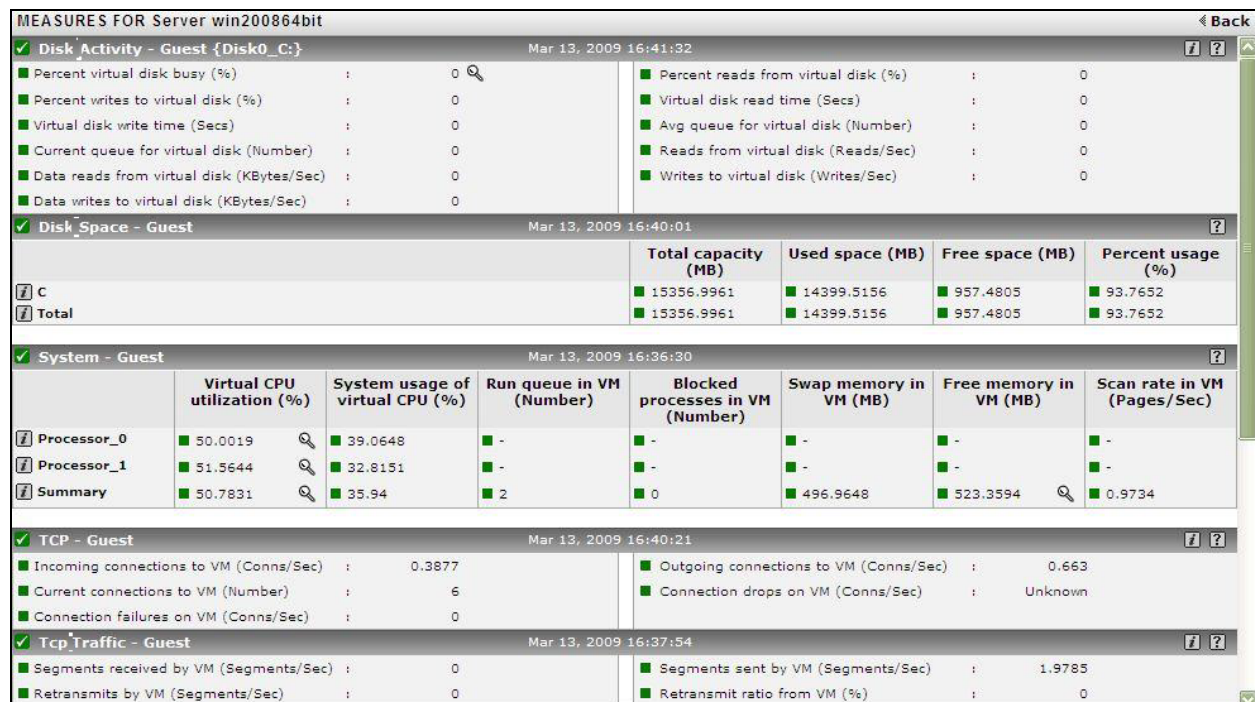 MEASURES FOR Server win200864bit Back
Disk Activity - Guest {Disk0_C:} Mar 13, 2009 16:41:32 i ?
Percent virtual disk busy (%) : 0 Percent reads from virtual disk (%) : 0
Percent writes to virtual disk (%) : 0 Virtual disk read time (Secs) : 0
Virtual disk write time (Secs) : 0 Avg queue for virtual disk (Number) : 0
Current queue for virtual disk (Number) : 0 Reads from virtual disk (Reads/Sec) : 0
Data reads from virtual disk (KBytes/Sec) : 0 Writes to virtual disk (Writes/Sec) : 0
Data writes to virtual disk (KBytes/Sec) : 0
Disk Space - Guest Mar 13, 2009 16:40:01 ?
Total capacity (MB) Used space (MB) Free space (MB) Percent usage (%)
i C 15356.9961 14399.5156 957.4805 93.7652
i Total 15356.9961 14399.5156 957.4805 93.7652
System - Guest Mar 13, 2009 16:36:30 ?
Virtual CPU utilization (%) System usage of virtual CPU (%) Run queue in VM (Number) Blocked processes in VM (Number) Swap memory in VM (MB) Free memory in VM (MB) Scan rate in VM (Pages/Sec)
i Processor_0 50.0019 39.0648 - - - - -
i Processor_1 51.5644 32.8151 - - - - -
i Summary 50.7831 35.94 2 0 496.9648 523.3594 0.9734
TCP - Guest Mar 13, 2009 16:40:21 i ?
Incoming connections to VM (Conns/Sec) : 0.3877 Outgoing connections to VM (Conns/Sec) : 0.663
Current connections to VM (Number) : 6 Connection drops on VM (Conns/Sec) : Unknown
Connection failures on VM (Conns/Sec) : 0
Tcp Traffic - Guest Mar 13, 2009 16:37:54 i ?
Segments received by VM (Segments/Sec) : 0 Segments sent by VM (Segments/Sec) : 1.9785
Retransmits by VM (Segments/Sec) : 0 Retransmit ratio from VM (%) : 0